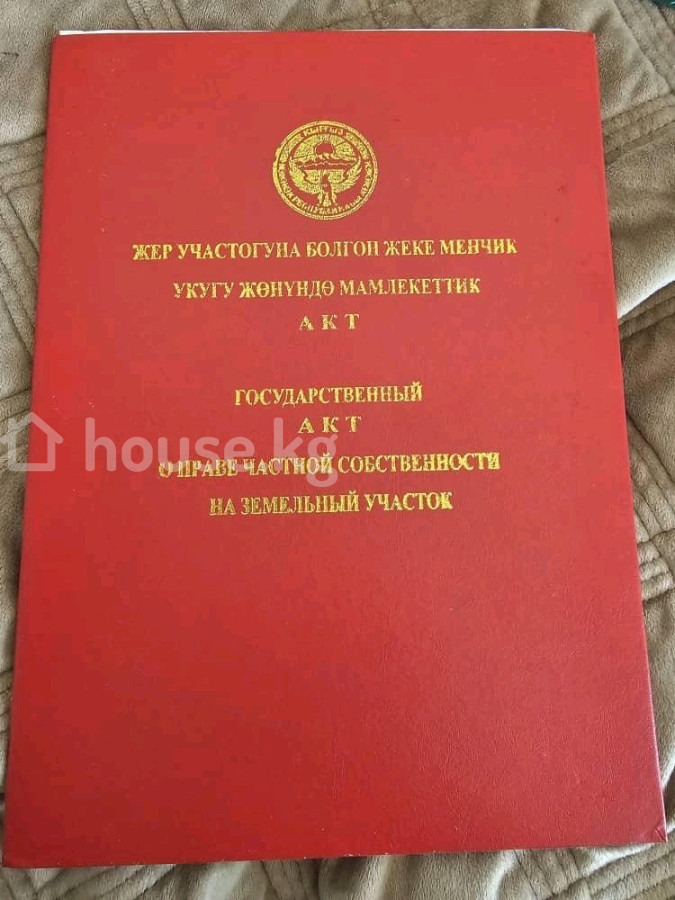 ЖЕР УЧАСТОГУНА БОЛГОН ЖЕКЕ МЕНЧИК
УКУГУ ЖӨНҮНДӨ МАМЛЕКЕТТИК
АКТ
ГОСУДАРСТВЕННЫЙ
АКТ
house.kg
О ПРАВЕ ЧАСТНОЙ СОБСТВЕННОСТИ
НА ЗЕМЕЛЬНЫЙ УЧАСТОК